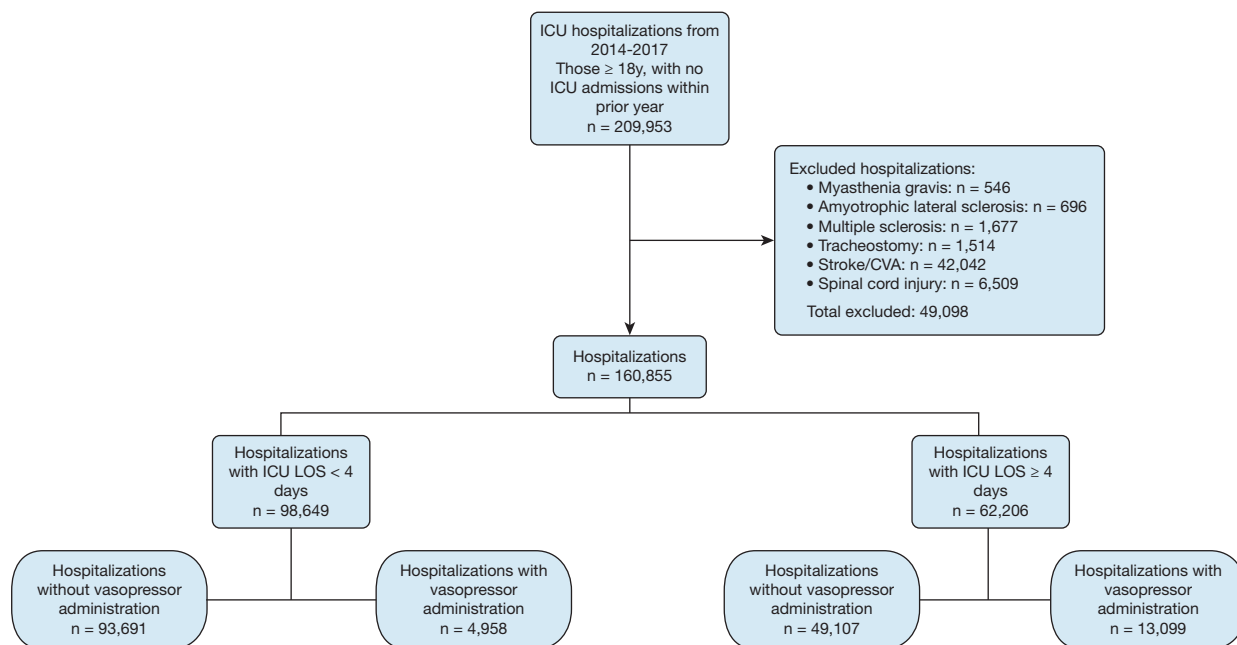 ICU hospitalizations from
2014-2017
Those ≥ 18y, with no
ICU admissions within
prior year
n = 209,953
Excluded hospitalizations:
• Myasthenia gravis: n = 546
• Amyotrophic lateral sclerosis: n = 696
• Multiple sclerosis: n = 1,677
• Tracheostomy: n = 1,514
• Stroke/CVA: n = 42,042
• Spinal cord injury: n = 6,509
Total excluded: 49,098
Hospitalizations
n = 160,855
Hospitalizations
with ICU LOS < 4
days
n = 98,649
Hospitalizations
with ICU LOS ≥ 4
days
n = 62,206
Hospitalizations
without vasopressor
administration
n = 93,691
Hospitalizations with
vasopressor
administration
n = 4,958
Hospitalizations
without vasopressor
administration
n = 49,107
Hospitalizations with
vasopressor
administration
n = 13,099